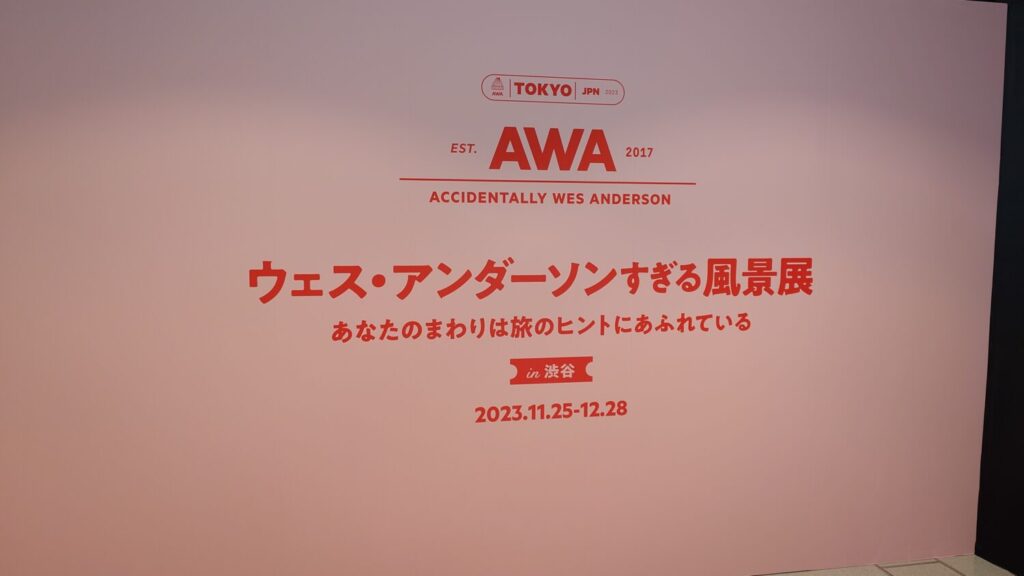 AWA TOKYO JPN 2023
EST. AWA 2017
ACCIDENTALLY WES ANDERSON
ウェス・アンダーソンすぎる風景展
あなたのまわりは旅のヒントにあふれている
in 渋谷
2023.11.25-12.28